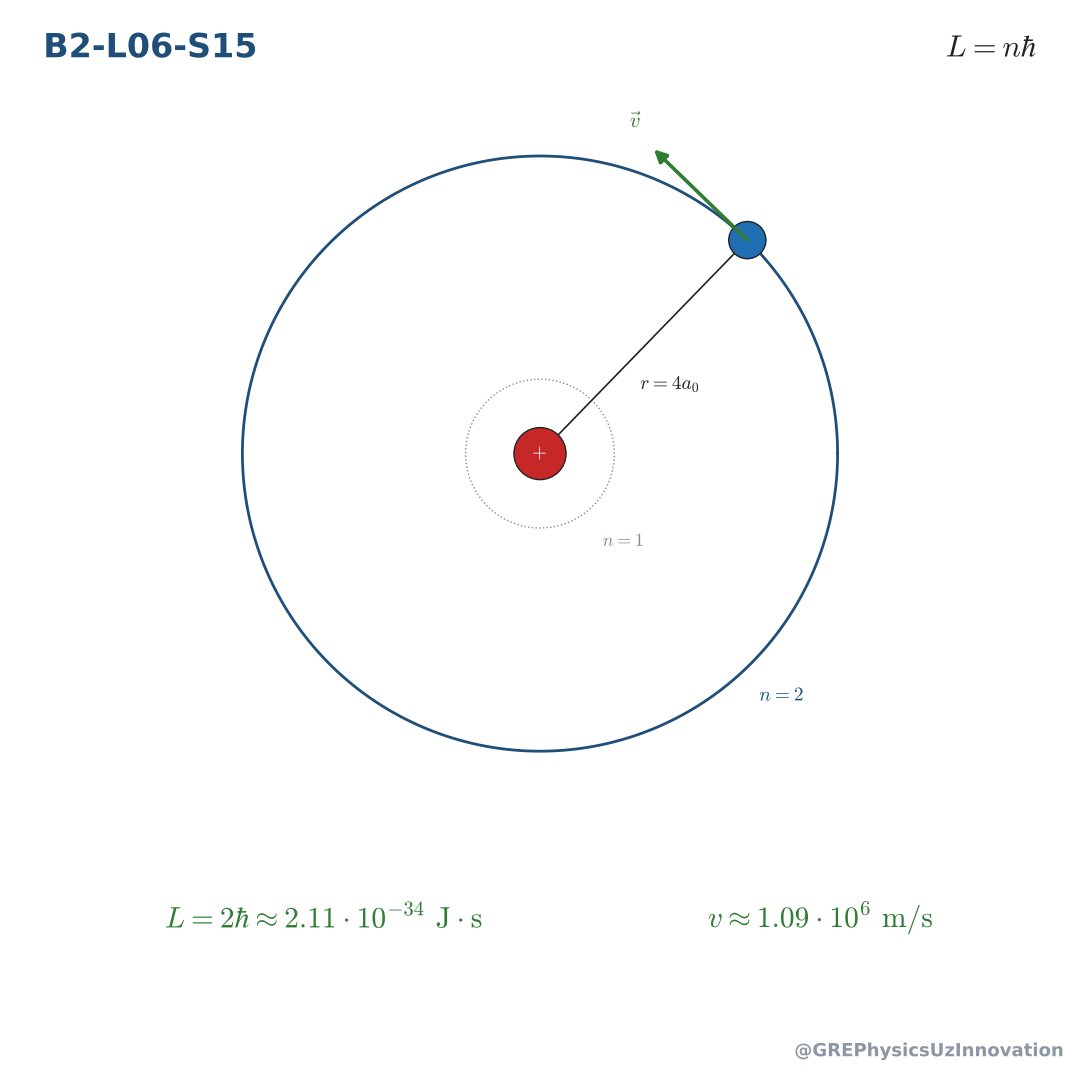 B2-L06-S15
L = nħ
v⃗
r = 4a₀
+
n = 1
n = 2
L = 2ħ ≈ 2.11 · 10⁻³⁴ J · s
v ≈ 1.09 · 10⁶ m/s
@GREPhysicsUzInnovation